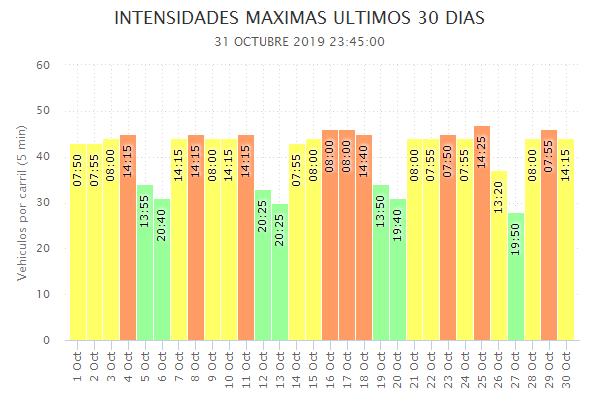 INTENSIDADES MAXIMAS ULTIMOS 30 DIAS
31 OCTUBRE 2019 23:45:00
Vehiculos por carril (5 min)
60
50
40
30
20
10
0
07:50
07:55
08:00
14:15
13:55
20:40
14:15
14:15
08:00
14:15
14:15
20:25
20:25
07:55
08:00
08:00
08:00
14:40
13:50
19:40
08:00
07:55
07:50
07:55
14:25
13:20
19:50
08:00
07:55
14:15
1 Oct
2 Oct
3 Oct
4 Oct
5 Oct
6 Oct
7 Oct
8 Oct
9 Oct
10 Oct
11 Oct
12 Oct
13 Oct
14 Oct
15 Oct
16 Oct
17 Oct
18 Oct
19 Oct
20 Oct
21 Oct
22 Oct
23 Oct
24 Oct
25 Oct
26 Oct
27 Oct
28 Oct
29 Oct
30 Oct